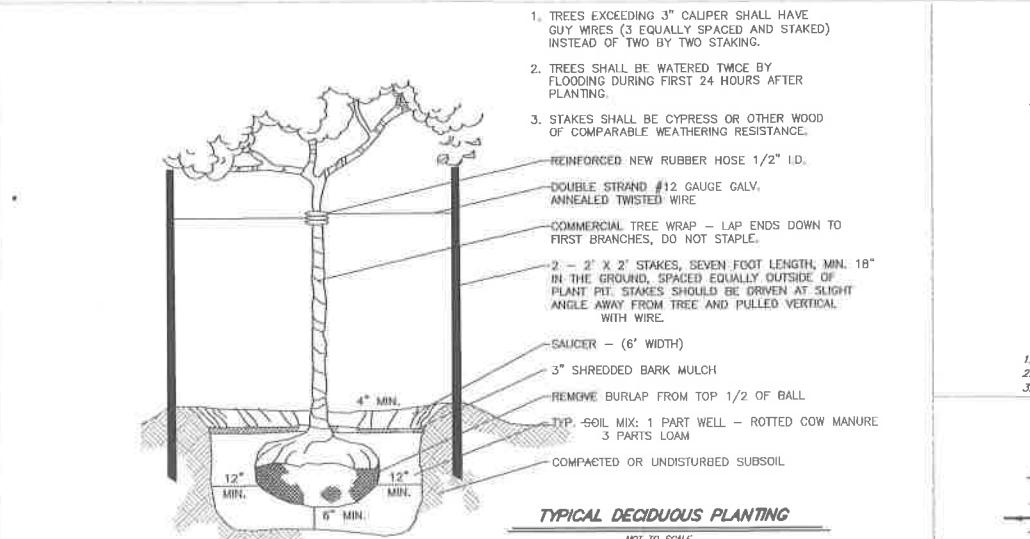 1. TREES EXCEEDING 3" CALIPER SHALL HAVE
GUY WIRES (3 EQUALLY SPACED AND STAKED)
INSTEAD OF TWO BY TWO STAKING.
2. TREES SHALL BE WATERED TWICE BY
FLOODING DURING FIRST 24 HOURS AFTER
PLANTING.
3. STAKES SHALL BE CYPRESS OR OTHER WOOD
OF COMPARABLE WEATHERING RESISTANCE.
REINFORCED NEW RUBBER HOSE 1/2" I.D.
DOUBLE STRAND #12 GAUGE GALV.
ANNEALED TWISTED WIRE
COMMERCIAL TREE WRAP - LAP ENDS DOWN TO
FIRST BRANCHES, DO NOT STAPLE.
2 - 2' X 2' STAKES, SEVEN FOOT LENGTH, MIN. 18"
IN THE GROUND, SPACED EQUALLY OUTSIDE OF
PLANT PIT. STAKES SHOULD BE DRIVEN AT SLIGHT
ANGLE AWAY FROM TREE AND PULLED VERTICAL
WITH WIRE.
SAUCER - (6' WIDTH)
3" SHREDDED BARK MULCH
REMOVE BURLAP FROM TOP 1/2 OF BALL
TYP. SOIL MIX: 1 PART WELL - ROTTED COW MANURE
3 PARTS LOAM
COMPACTED OR UNDISTURBED SUBSOIL
4" MIN.
12"
MIN.
12"
MIN.
6" MIN.
TYPICAL DECIDUOUS PLANTING
NOT TO SCALE
1.
2.
3.